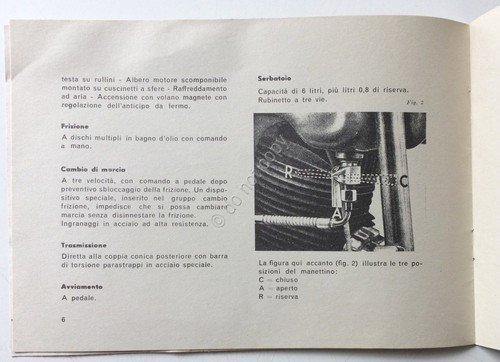 testa su rullini - Albero motore scomponibile
montato su cuscinetti a sfere - Raffreddamento
ad aria - Accensione con volano magnete con
regolazione dell'anticipo da fermo.
Frizione
A dischi multipli in bagno d'olio con comando
a mano.
Cambio di marcia
A tre velocità, con comando a pedale dopo
preventivo sbloccaggio della frizione. Un dispo-
sitivo speciale, inserito nel gruppo cambio
frizione, impedisce che si possa cambiare
marcia senza disinnestare la frizione.
Ingranaggi in acciaio ad alta resistenza.
Trasmissione
Diretta alla coppia conica posteriore con barra
di torsione parastrappi in acciaio speciale.
Avviamento
A pedale.
6
Serbatoio
Capacità di 6 litri, più litri 0,8 di riserva.
Rubinetto a tre vie.
Fig. 2
R
C
A
La figura qui accanto (fig. 2) illustra le tre po-
sizioni del manettino:
C = chiuso
A = aperto
R = riserva